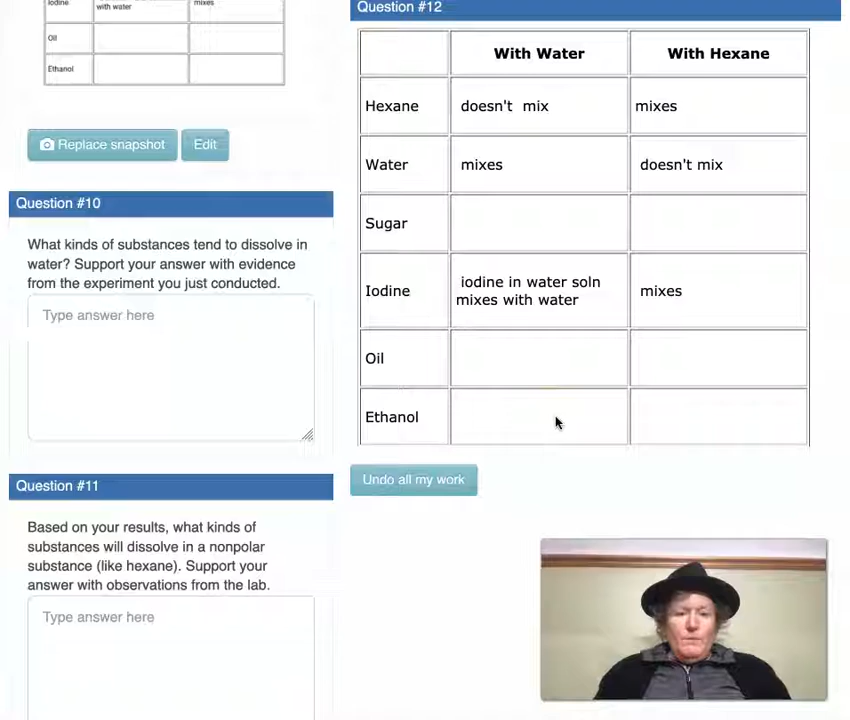 Iodine
with water
mixes
Oil
Ethanol
Replace snapshot
Edit
Question #10
What kinds of substances tend to dissolve in
water? Support your answer with evidence
from the experiment you just conducted.
Type answer here
Question #11
Based on your results, what kinds of
substances will dissolve in a nonpolar
substance (like hexane). Support your
answer with observations from the lab.
Type answer here
Question #12
With Water
With Hexane
Hexane
doesn't mix
mixes
Water
mixes
doesn't mix
Sugar
Iodine
iodine in water soln
mixes with water
mixes
Oil
Ethanol
Undo all my work